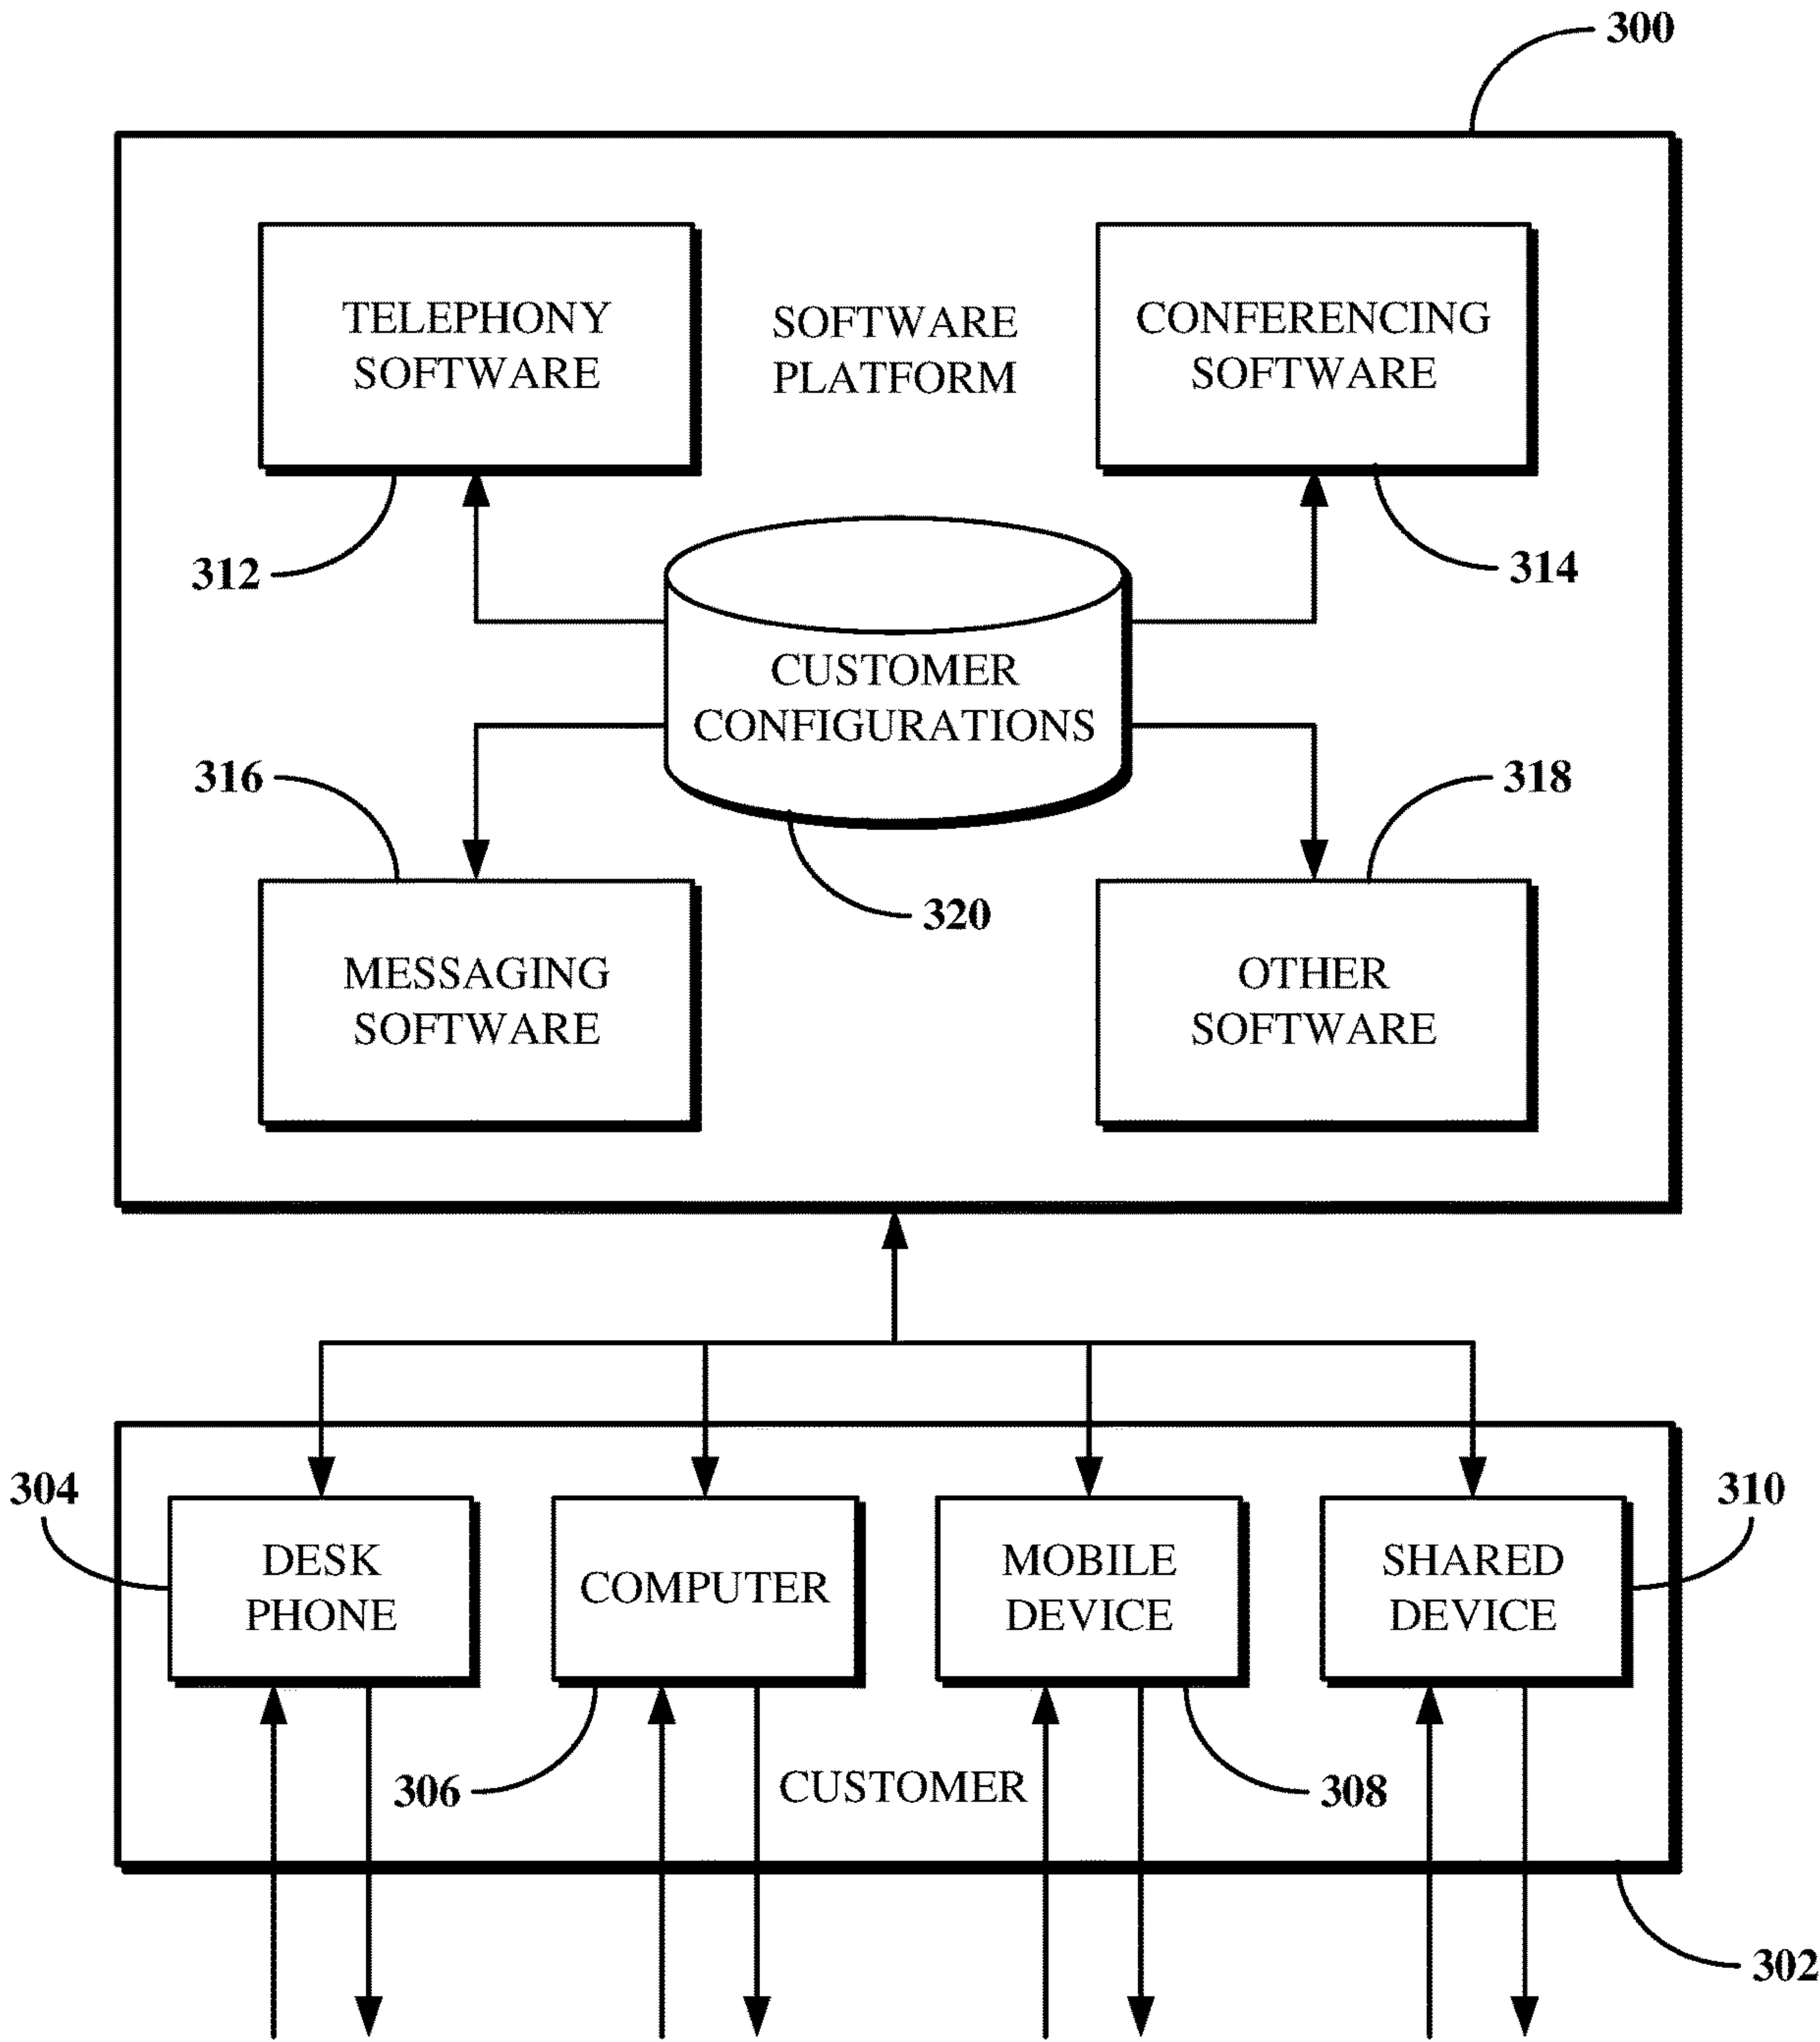 300
TELEPHONY
SOFTWARE
SOFTWARE
PLATFORM
CONFERENCING
SOFTWARE
312
314
CUSTOMER
CONFIGURATIONS
316
318
320
MESSAGING
SOFTWARE
OTHER
SOFTWARE
304
310
DESK
PHONE
COMPUTER
MOBILE
DEVICE
SHARED
DEVICE
306
CUSTOMER
308
302